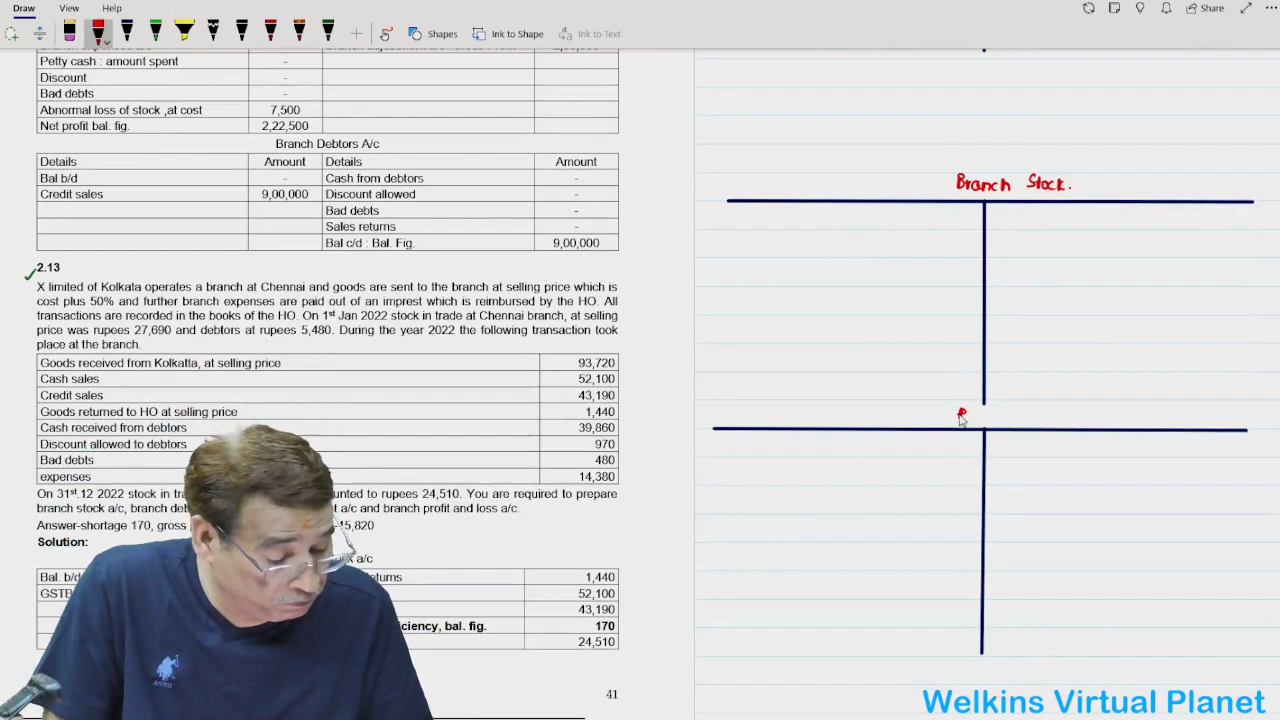 Draw View Help
Share
Shapes Ink to Shape Ink to Text
Petty cash : amount spent -
Discount -
Bad debts -
Abnormal loss of stock ,at cost 7,500
Net profit bal. fig. 2,22,500
Branch Debtors A/c
Details Amount Details Amount
Bal b/d - Cash from debtors -
Credit sales 9,00,000 Discount allowed -
Bad debts -
Sales returns -
Bal c/d : Bal. Fig. 9,00,000
2.13
X limited of Kolkata operates a branch at Chennai and goods are sent to the branch at selling price which is
cost plus 50% and further branch expenses are paid out of an imprest which is reimbursed by the HO. All
transactions are recorded in the books of the HO. On 1st Jan 2022 stock in trade at Chennai branch, at selling
price was rupees 27,690 and debtors at rupees 5,480. During the year 2022 the following transaction took
place at the branch.
Goods received from Kolkatta, at selling price 93,720
Cash sales 52,100
Credit sales 43,190
Goods returned to HO at selling price 1,440
Cash received from debtors 39,860
Discount allowed to debtors 970
Bad debts 480
expenses 14,380
On 31st.12 2022 stock in unted to rupees 24,510. You are required to prepare
branch stock a/c, branch t a/c and branch profit and loss a/c.
Answer-shortage 170, gross 15,820
Solution:
a/c
Bal. b/d turns 1,440
GSTB 52,100
43,190
iciency, bal. fig. 170
24,510
41
Branch Stock.
Welkins Virtual Planet